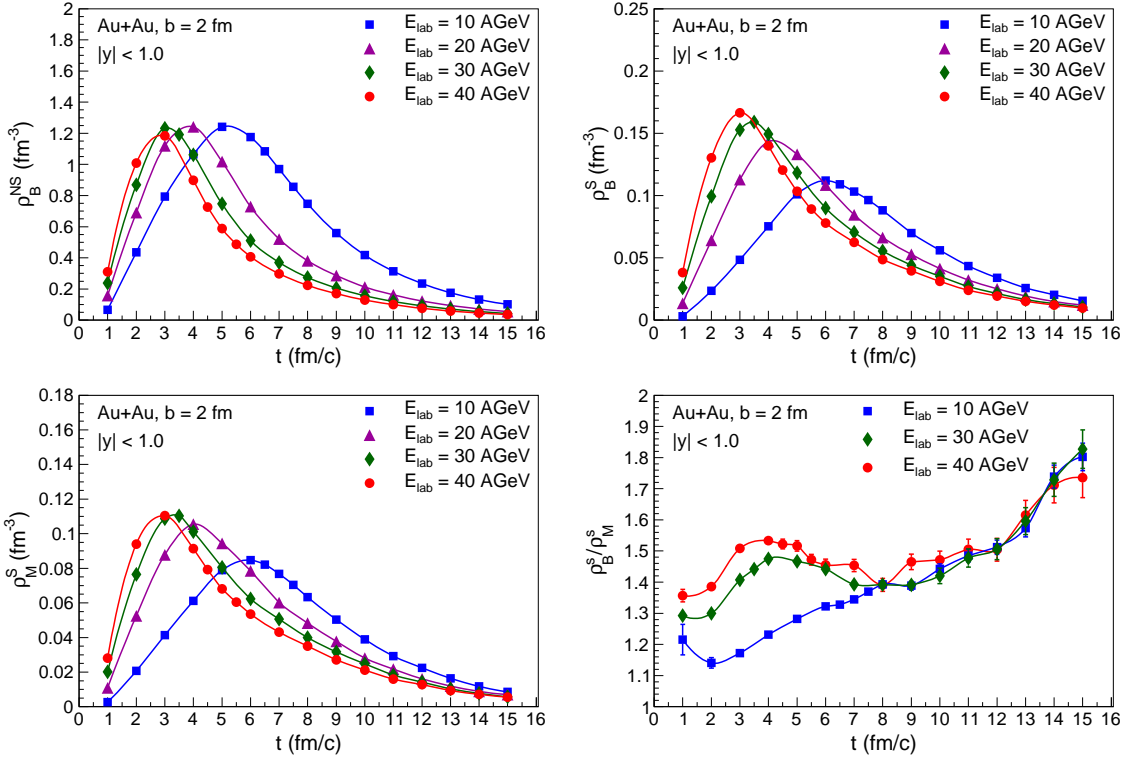 Au+Au, b = 2 fm
|y| < 1.0
E_lab = 10 AGeV
E_lab = 20 AGeV
E_lab = 30 AGeV
E_lab = 40 AGeV
ρ_B^NS (fm^-3)
2
1.8
1.6
1.4
1.2
1
0.8
0.6
0.4
0.2
0
0 1 2 3 4 5 6 7 8 9 10 11 12 13 14 15 16
t (fm/c)
Au+Au, b = 2 fm
|y| < 1.0
E_lab = 10 AGeV
E_lab = 20 AGeV
E_lab = 30 AGeV
E_lab = 40 AGeV
ρ_B^S (fm^-3)
0.25
0.2
0.15
0.1
0.05
0
0 1 2 3 4 5 6 7 8 9 10 11 12 13 14 15 16
t (fm/c)
Au+Au, b = 2 fm
|y| < 1.0
E_lab = 10 AGeV
E_lab = 20 AGeV
E_lab = 30 AGeV
E_lab = 40 AGeV
ρ_M^S (fm^-3)
0.18
0.16
0.14
0.12
0.1
0.08
0.06
0.04
0.02
0
0 1 2 3 4 5 6 7 8 9 10 11 12 13 14 15 16
t (fm/c)
Au+Au, b = 2 fm
|y| < 1.0
E_lab = 10 AGeV
E_lab = 30 AGeV
E_lab = 40 AGeV
ρ_B^S/ρ_M^S
2
1.9
1.8
1.7
1.6
1.5
1.4
1.3
1.2
1.1
1
0 1 2 3 4 5 6 7 8 9 10 11 12 13 14 15 16
t (fm/c)